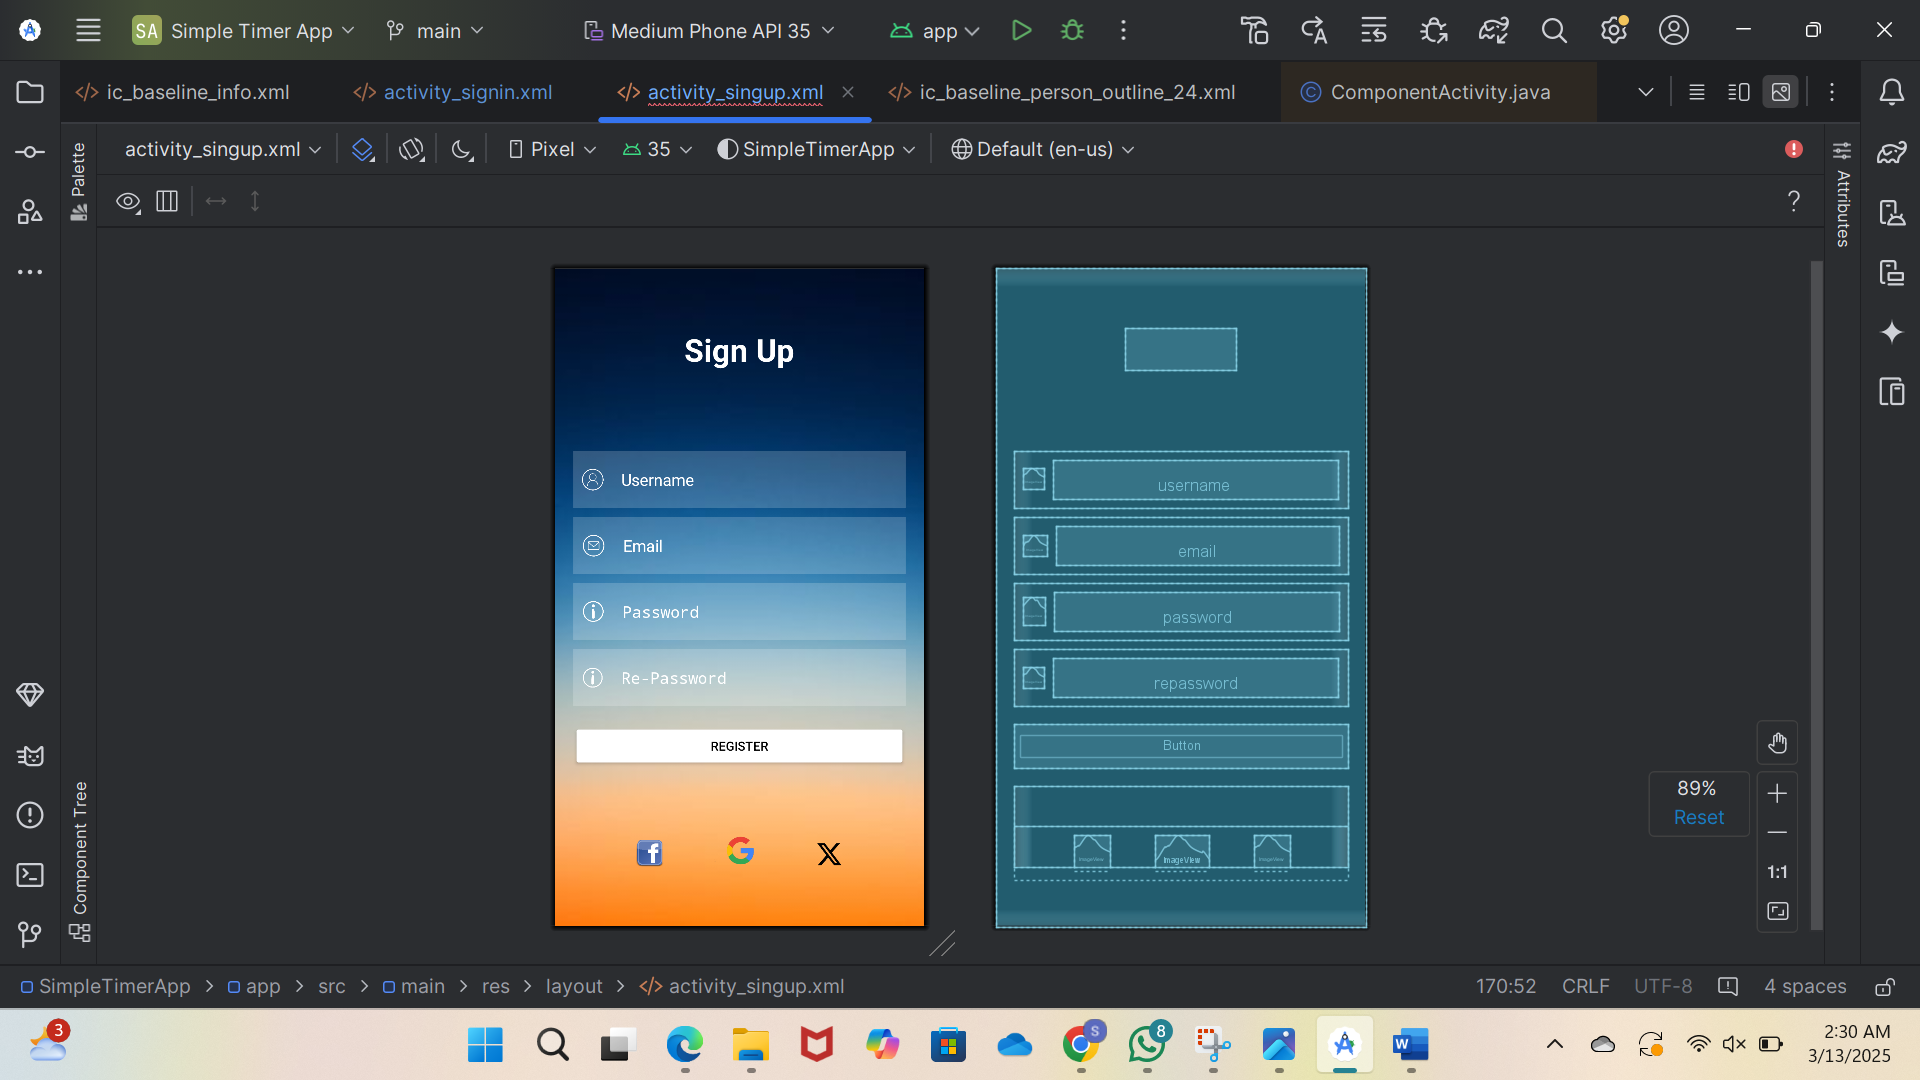 SA Simple Timer App main Medium Phone API 35 app
ic_baseline_info.xml activity_signin.xml activity_singup.xml ic_baseline_person_outline_24.xml ComponentActivity.java
activity_singup.xml Pixel 35 SimpleTimerApp Default (en-us)
Palette
Attributes
?
Sign Up
Username
Email
Password
Re-Password
REGISTER
username
email
password
repassword
Button
ImageView ImageView ImageView
89%
Reset
1:1
Component Tree
SimpleTimerApp > app > src > main > res > layout > activity_singup.xml
170:52 CRLF UTF-8 4 spaces
3
S
8
W
2:30 AM
3/13/2025